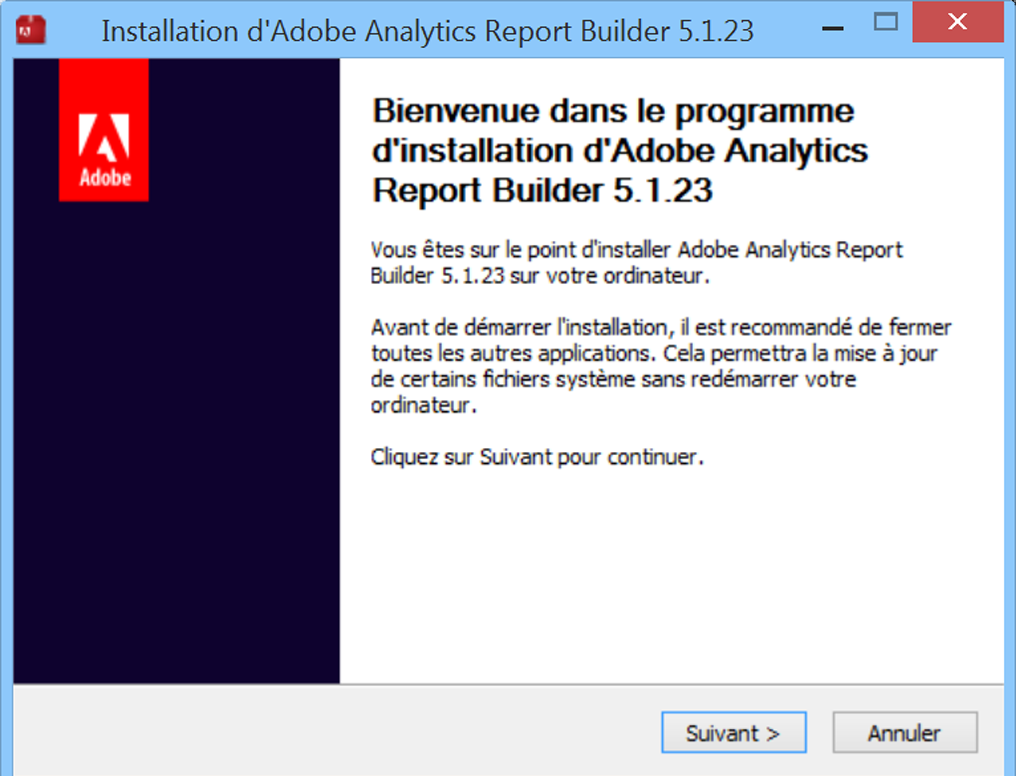 Installation d'Adobe Analytics Report Builder 5.1.23
Adobe
Bienvenue dans le programme
d'installation d'Adobe Analytics
Report Builder 5.1.23
Vous êtes sur le point d'installer Adobe Analytics Report
Builder 5.1.23 sur votre ordinateur.
Avant de démarrer l'installation, il est recommandé de fermer
toutes les autres applications. Cela permettra la mise à jour
de certains fichiers système sans redémarrer votre
ordinateur.
Cliquez sur Suivant pour continuer.
Suivant >
Annuler